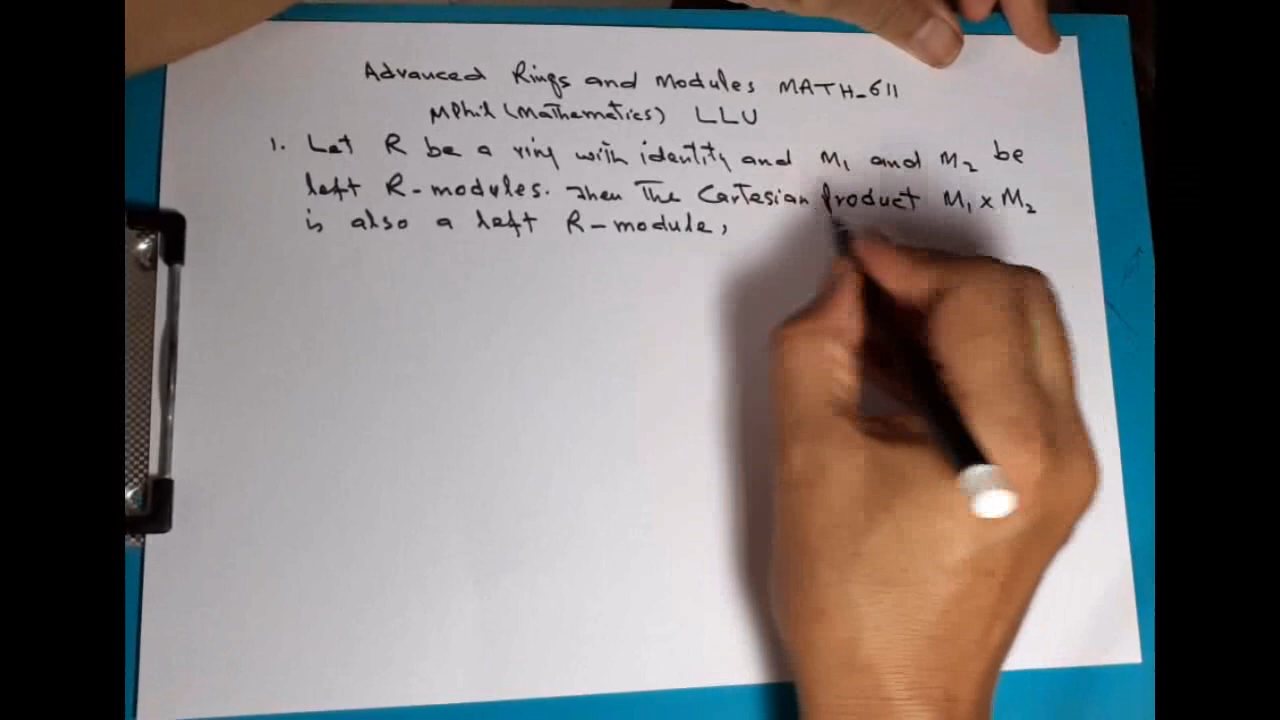 Advanced Rings and Modules MATH-611
MPhil (Mathematics) LLU
1. Let R be a ring with identity and M₁ and M₂ be
left R-modules. Then The Cartesian product M₁ x M₂
is also a left R-module,